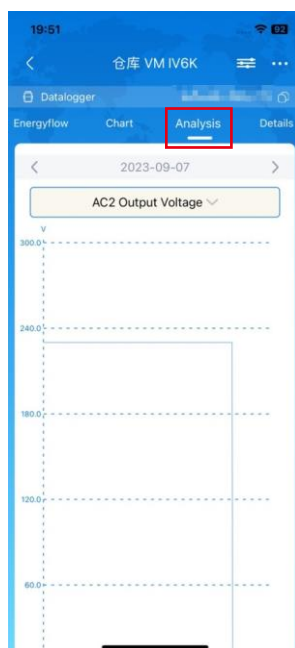 19:51
02
仓库 VM IV6K
Datalogger
Energyflow Chart Analysis Details
2023-09-07
AC2 Output Voltage
V
300.0
240.0
180.0
120.0
60.0